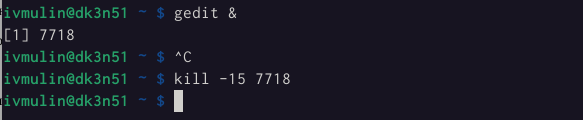 ivmulin@dk3n51 ~ $ gedit &
[1] 7718
ivmulin@dk3n51 ~ $ ^C
ivmulin@dk3n51 ~ $ kill -15 7718
ivmulin@dk3n51 ~ $